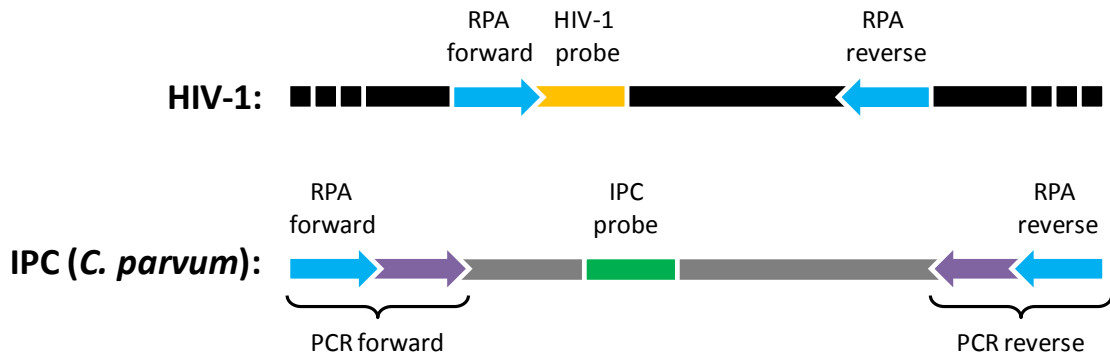 RPA
forward
HIV-1
probe
RPA
reverse
HIV-1:
RPA
forward
IPC
probe
RPA
reverse
IPC (C. parvum):
PCR forward
PCR reverse